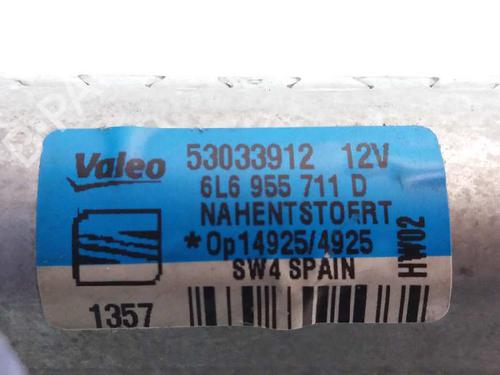 Valeo 53033912 12V
6L6 955 711 D
NAHENTSTOERT
*Op14925/4925
SW4 SPAIN
HW02
1357